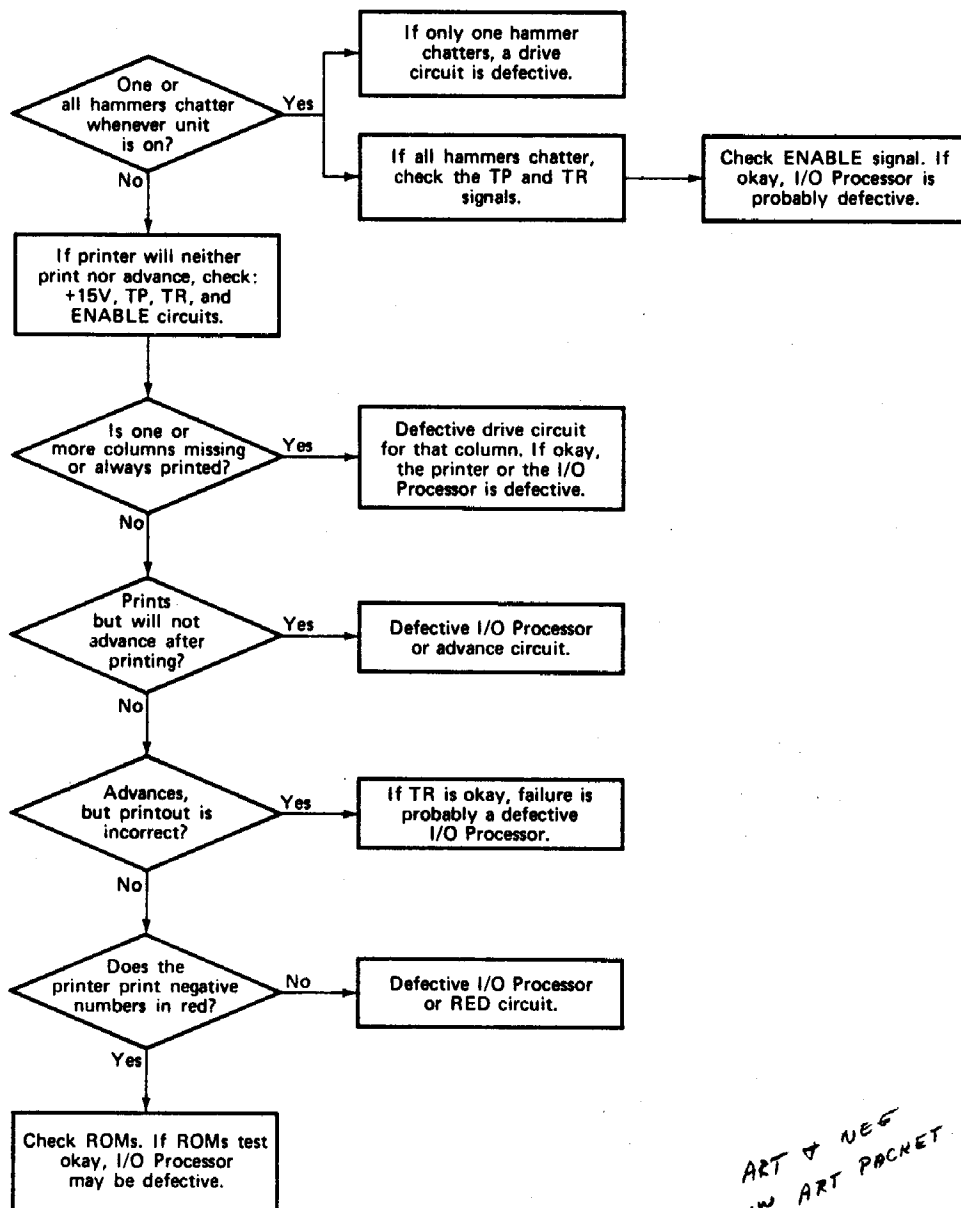 One or
all hammers chatter
whenever unit
is on?
Yes
If only one hammer
chatters, a drive
circuit is defective.
If all hammers chatter,
check the TP and TR
signals.
Check ENABLE signal. If
okay, I/O Processor is
probably defective.
No
If printer will neither
print nor advance, check:
+15V, TP, TR, and
ENABLE circuits.
Is one or
more columns missing
or always printed?
Yes
Defective drive circuit
for that column. If okay,
the printer or the I/O
Processor is defective.
No
Prints
but will not
advance after
printing?
Yes
Defective I/O Processor
or advance circuit.
No
Advances,
but printout is
incorrect?
Yes
If TR is okay, failure is
probably a defective
I/O Processor.
No
Does the
printer print negative
numbers in red?
No
Defective I/O Processor
or RED circuit.
Yes
Check ROMs. If ROMs test
okay, I/O Processor
may be defective.
ART & NEG
ART PACKET